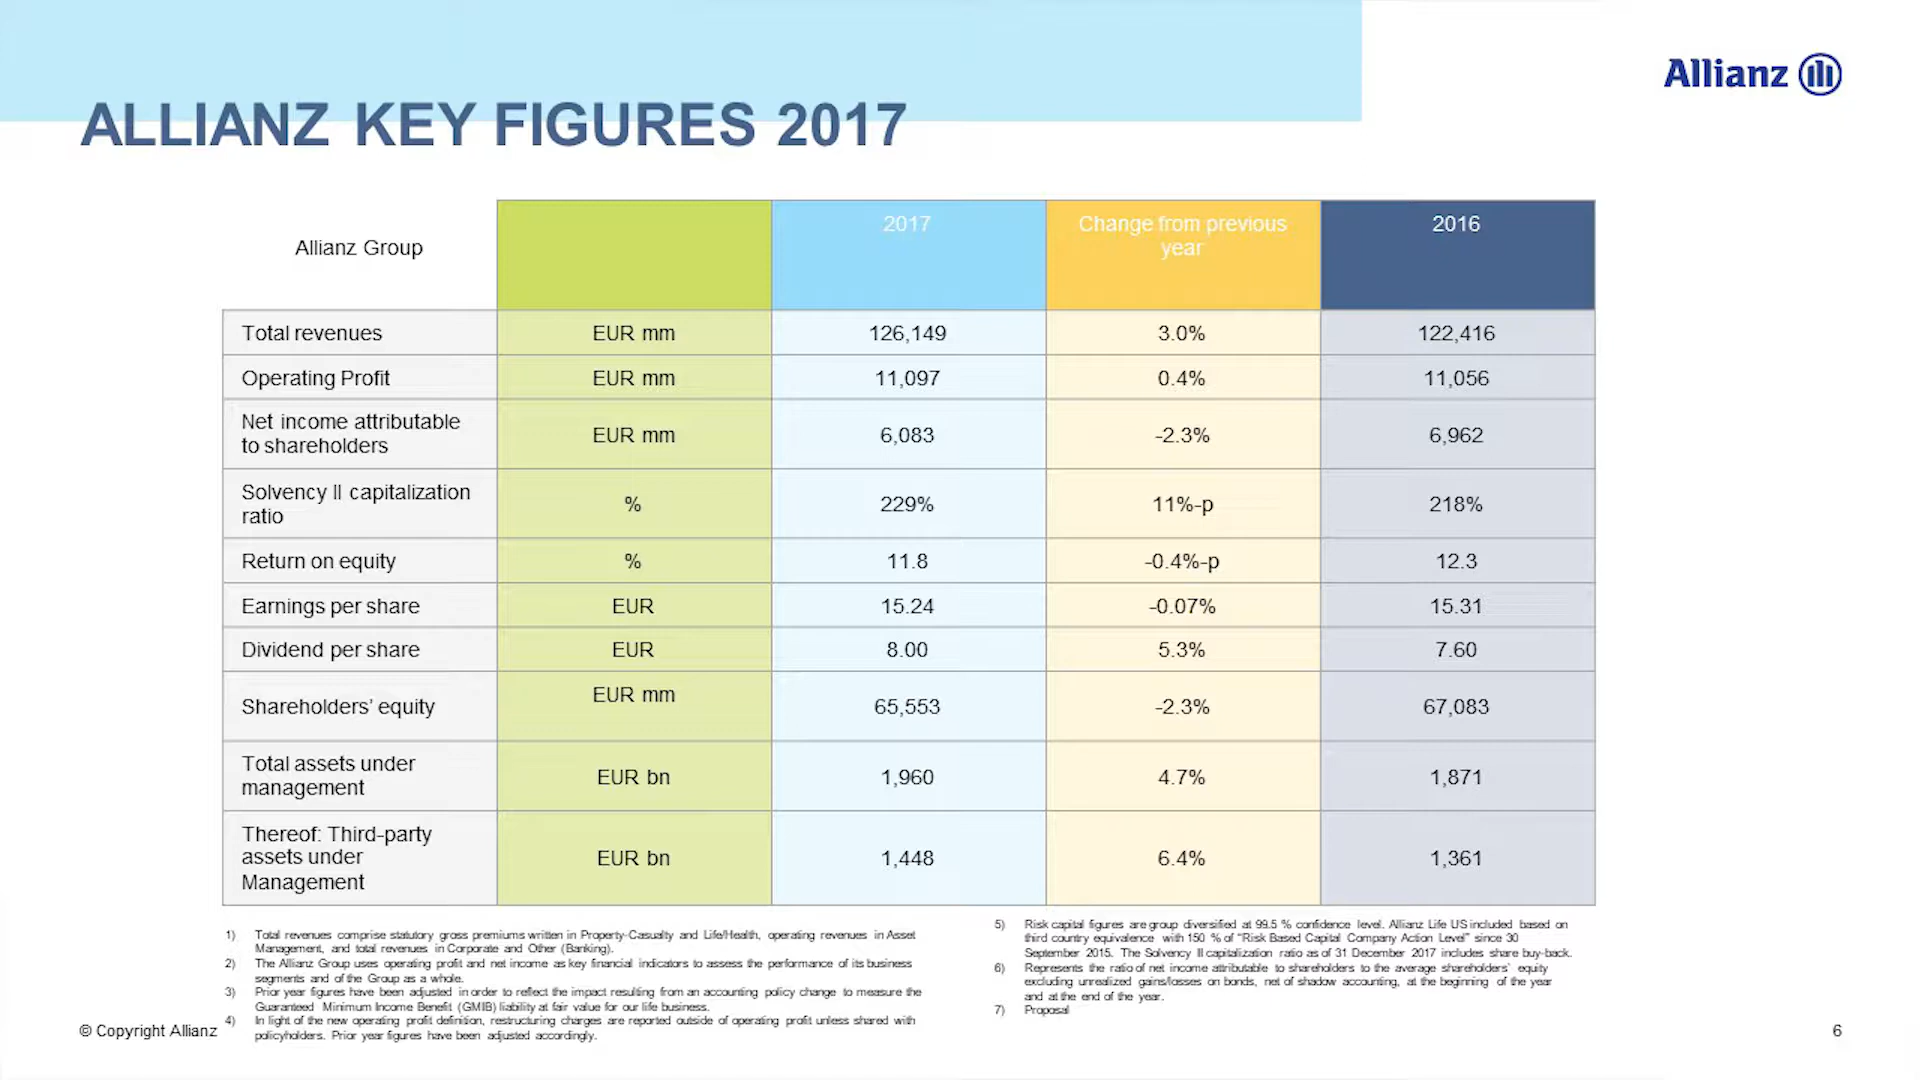 Allianz
ALLIANZ KEY FIGURES 2017
Allianz Group
2017
Change from previous
year
2016
Total revenues EUR mm 126,149 3.0% 122,416
Operating Profit EUR mm 11,097 0.4% 11,056
Net income attributable
to shareholders
EUR mm 6,083 -2.3% 6,962
Solvency II capitalization
ratio
% 229% 11%-p 218%
Return on equity % 11.8 -0.4%-p 12.3
Earnings per share EUR 15.24 -0.07% 15.31
Dividend per share EUR 8.00 5.3% 7.60
Shareholders' equity EUR mm 65,553 -2.3% 67,083
Total assets under
management
EUR bn 1,960 4.7% 1,871
Thereof: Third-party
assets under
Management
EUR bn 1,448 6.4% 1,361
1) Total revenues comprise statutory gross premiums written in Property-Casualty and Life/Health, operating revenues in Asset
Management, and total revenues in Corporate and Other (Banking).
2) The Allianz Group uses operating profit and net income as key financial indicators to assess the performance of its business
segments and of the Group as a whole.
3) Prior year figures have been adjusted in order to reflect the impact resulting from an accounting policy change to measure the
Guaranteed Minimum Income Benefit (GMIB) liability at fair value for our life business.
4) In light of the new operating profit definition, restructuring charges are reported outside of operating profit unless shared with
policyholders. Prior year figures have been adjusted accordingly.
5) Risk capital figures are group diversified at 99.5 % confidence level. Allianz Life US included based on
third country equivalence with 150 % of "Risk Based Capital Company Action Level" since 30
September 2015. The Solvency II capitalization ratio as of 31 December 2017 includes share buy-back.
6) Represents the ratio of net income attributable to shareholders to the average shareholders' equity
excluding unrealized gains/losses on bonds, net of shadow accounting, at the beginning of the year
and at the end of the year.
7) Proposal
© Copyright Allianz
6